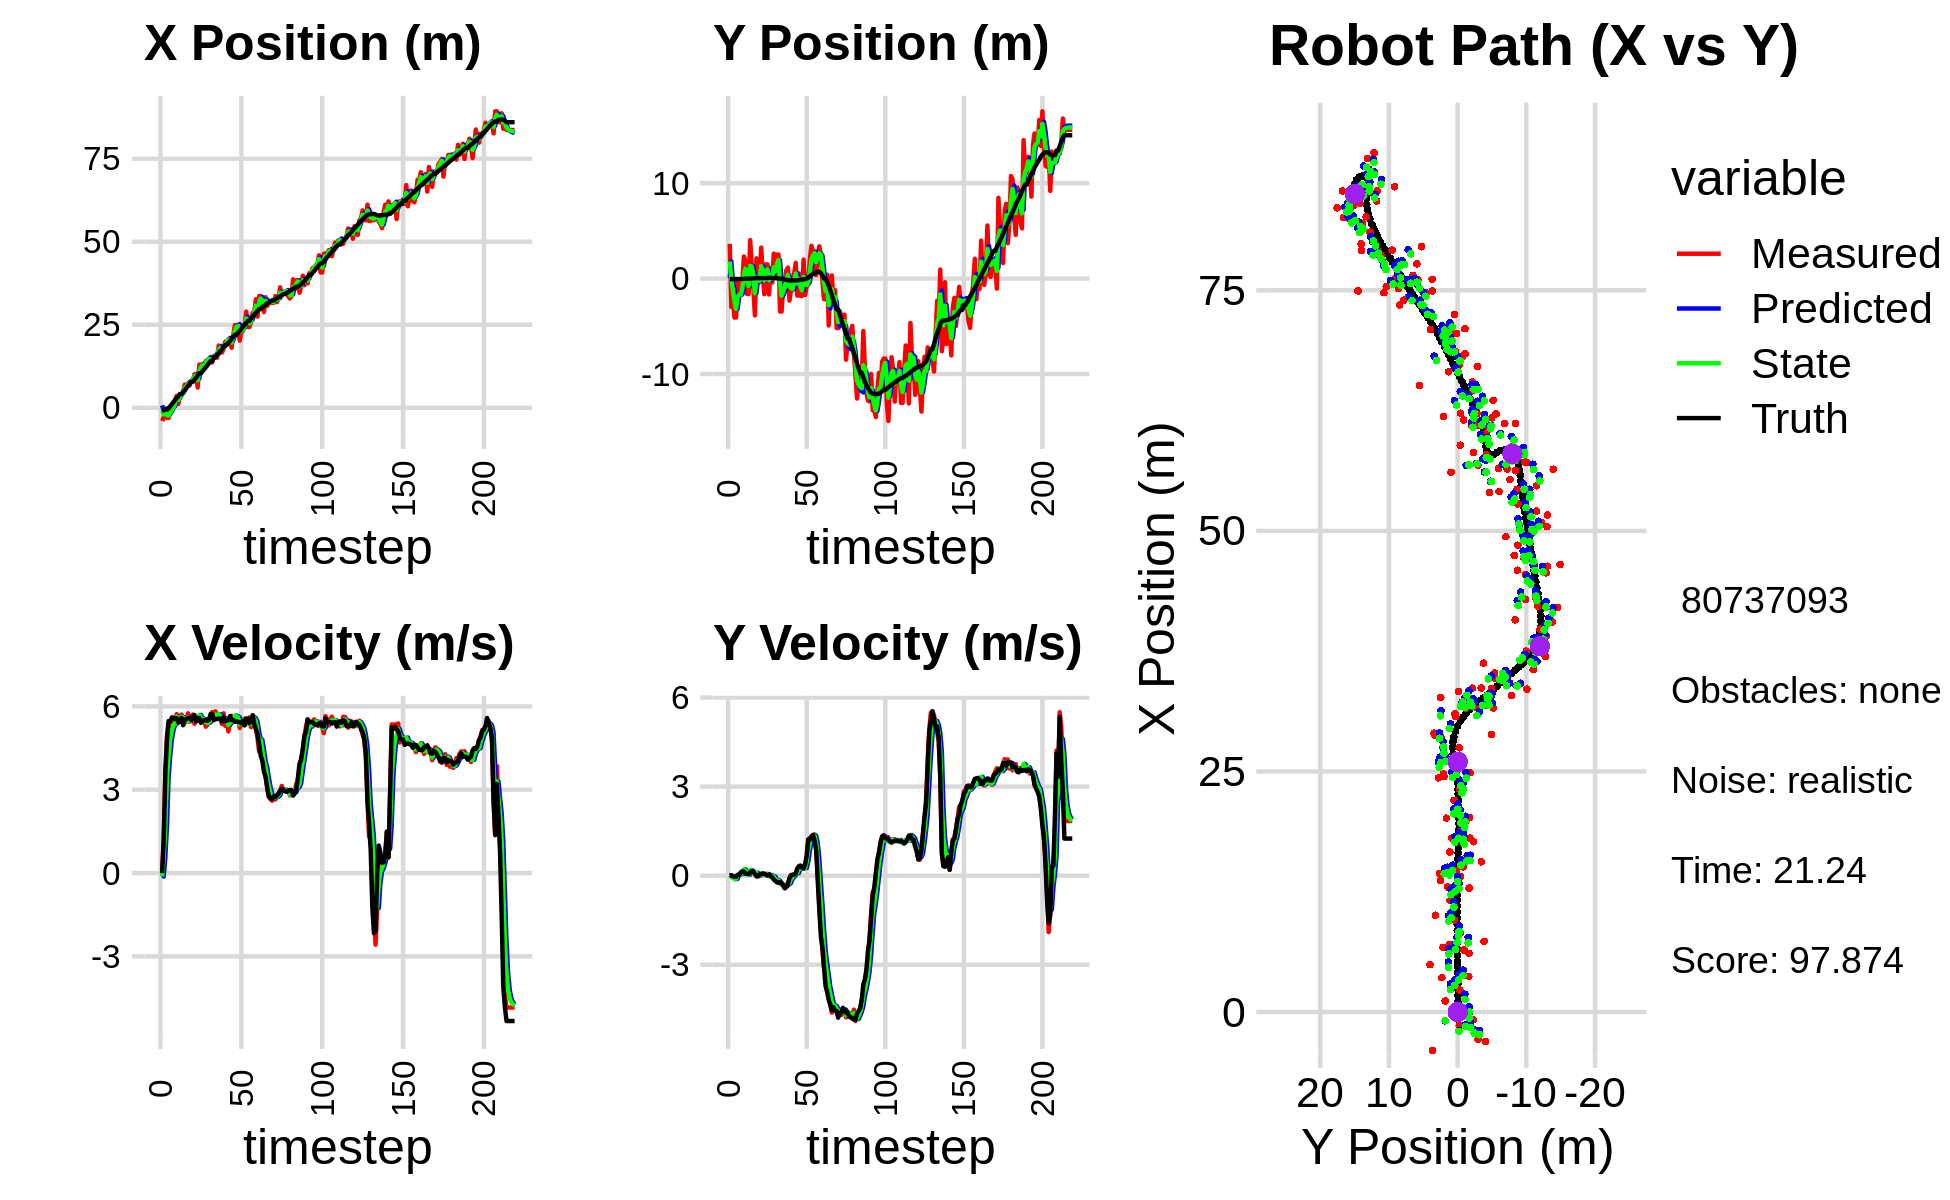 X Position (m)
75
50
25
0
0 50 100 150 200
timestep
Y Position (m)
10
0
-10
0 50 100 150 200
timestep
X Velocity (m/s)
6
3
0
-3
0 50 100 150 200
timestep
Y Velocity (m/s)
6
3
0
-3
0 50 100 150 200
timestep
Robot Path (X vs Y)
X Position (m)
75
50
25
0
20 10 0 -10 -20
Y Position (m)
variable
Measured
Predicted
State
Truth
80737093
Obstacles: none
Noise: realistic
Time: 21.24
Score: 97.874